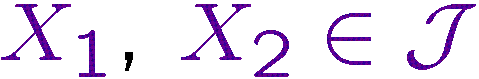 X₁, X₂ ∈ 𝒯